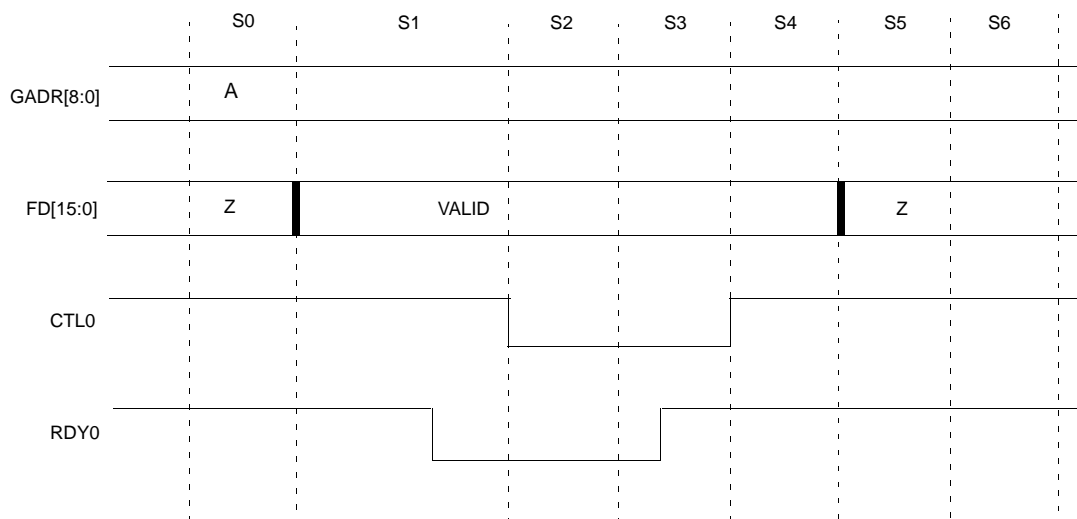 S0 S1 S2 S3 S4 S5 S6
GADR[8:0] A
FD[15:0] Z VALID Z
CTL0
RDY0